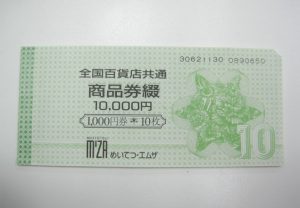 30621130 0890650
全国百貨店共通
商品券綴
10,000円
1,000円券＊10枚
10
MEITETSU
M'ZA めいてつ・エムザ